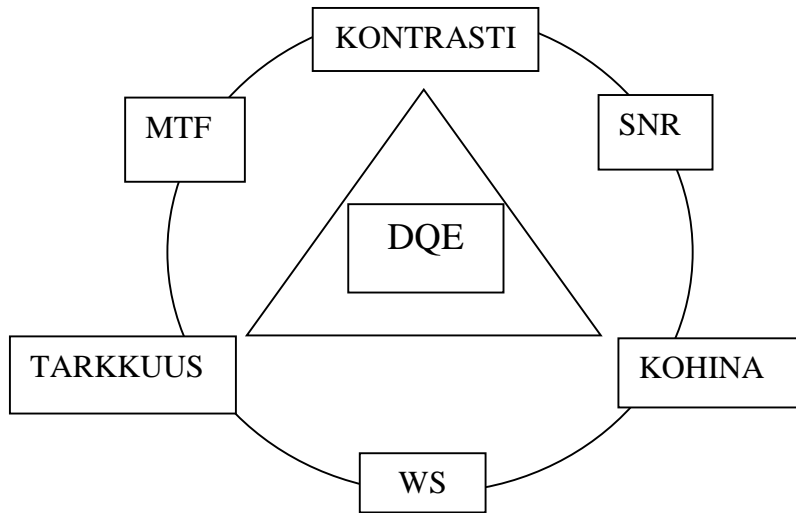 KONTRASTI
MTF
SNR
DQE
TARKKUUS
KOHINA
WS